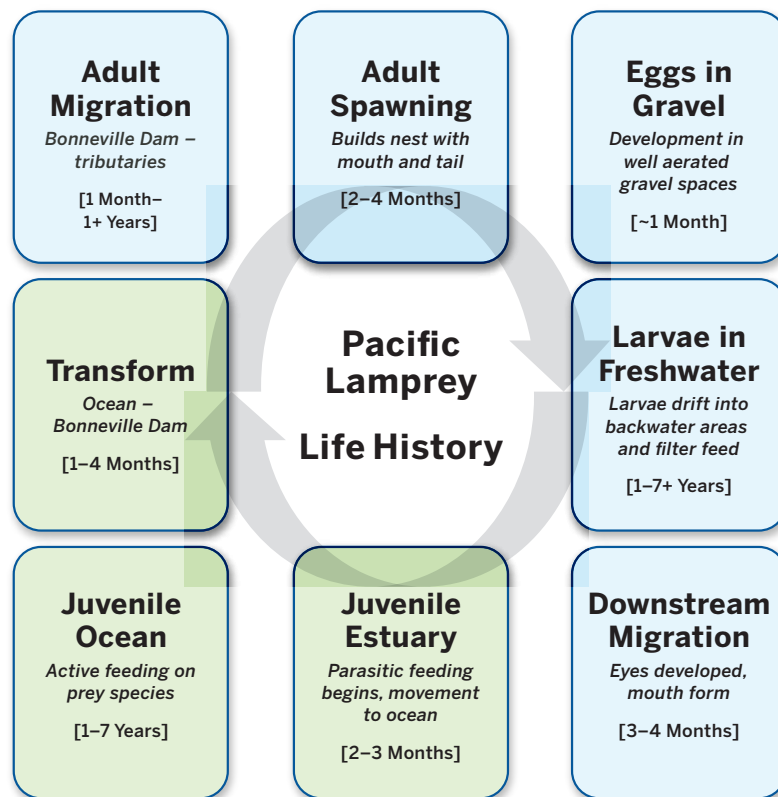 Adult
Migration
Bonneville Dam –
tributaries
[1 Month–
1+ Years]
Adult
Spawning
Builds nest with
mouth and tail
[2–4 Months]
Eggs in
Gravel
Development in
well aerated
gravel spaces
[~1 Month]
Transform
Ocean –
Bonneville Dam
[1–4 Months]
Pacific
Lamprey
Life History
Larvae in
Freshwater
Larvae drift into
backwater areas
and filter feed
[1–7+ Years]
Juvenile
Ocean
Active feeding on
prey species
[1–7 Years]
Juvenile
Estuary
Parasitic feeding
begins, movement
to ocean
[2–3 Months]
Downstream
Migration
Eyes developed,
mouth form
[3–4 Months]